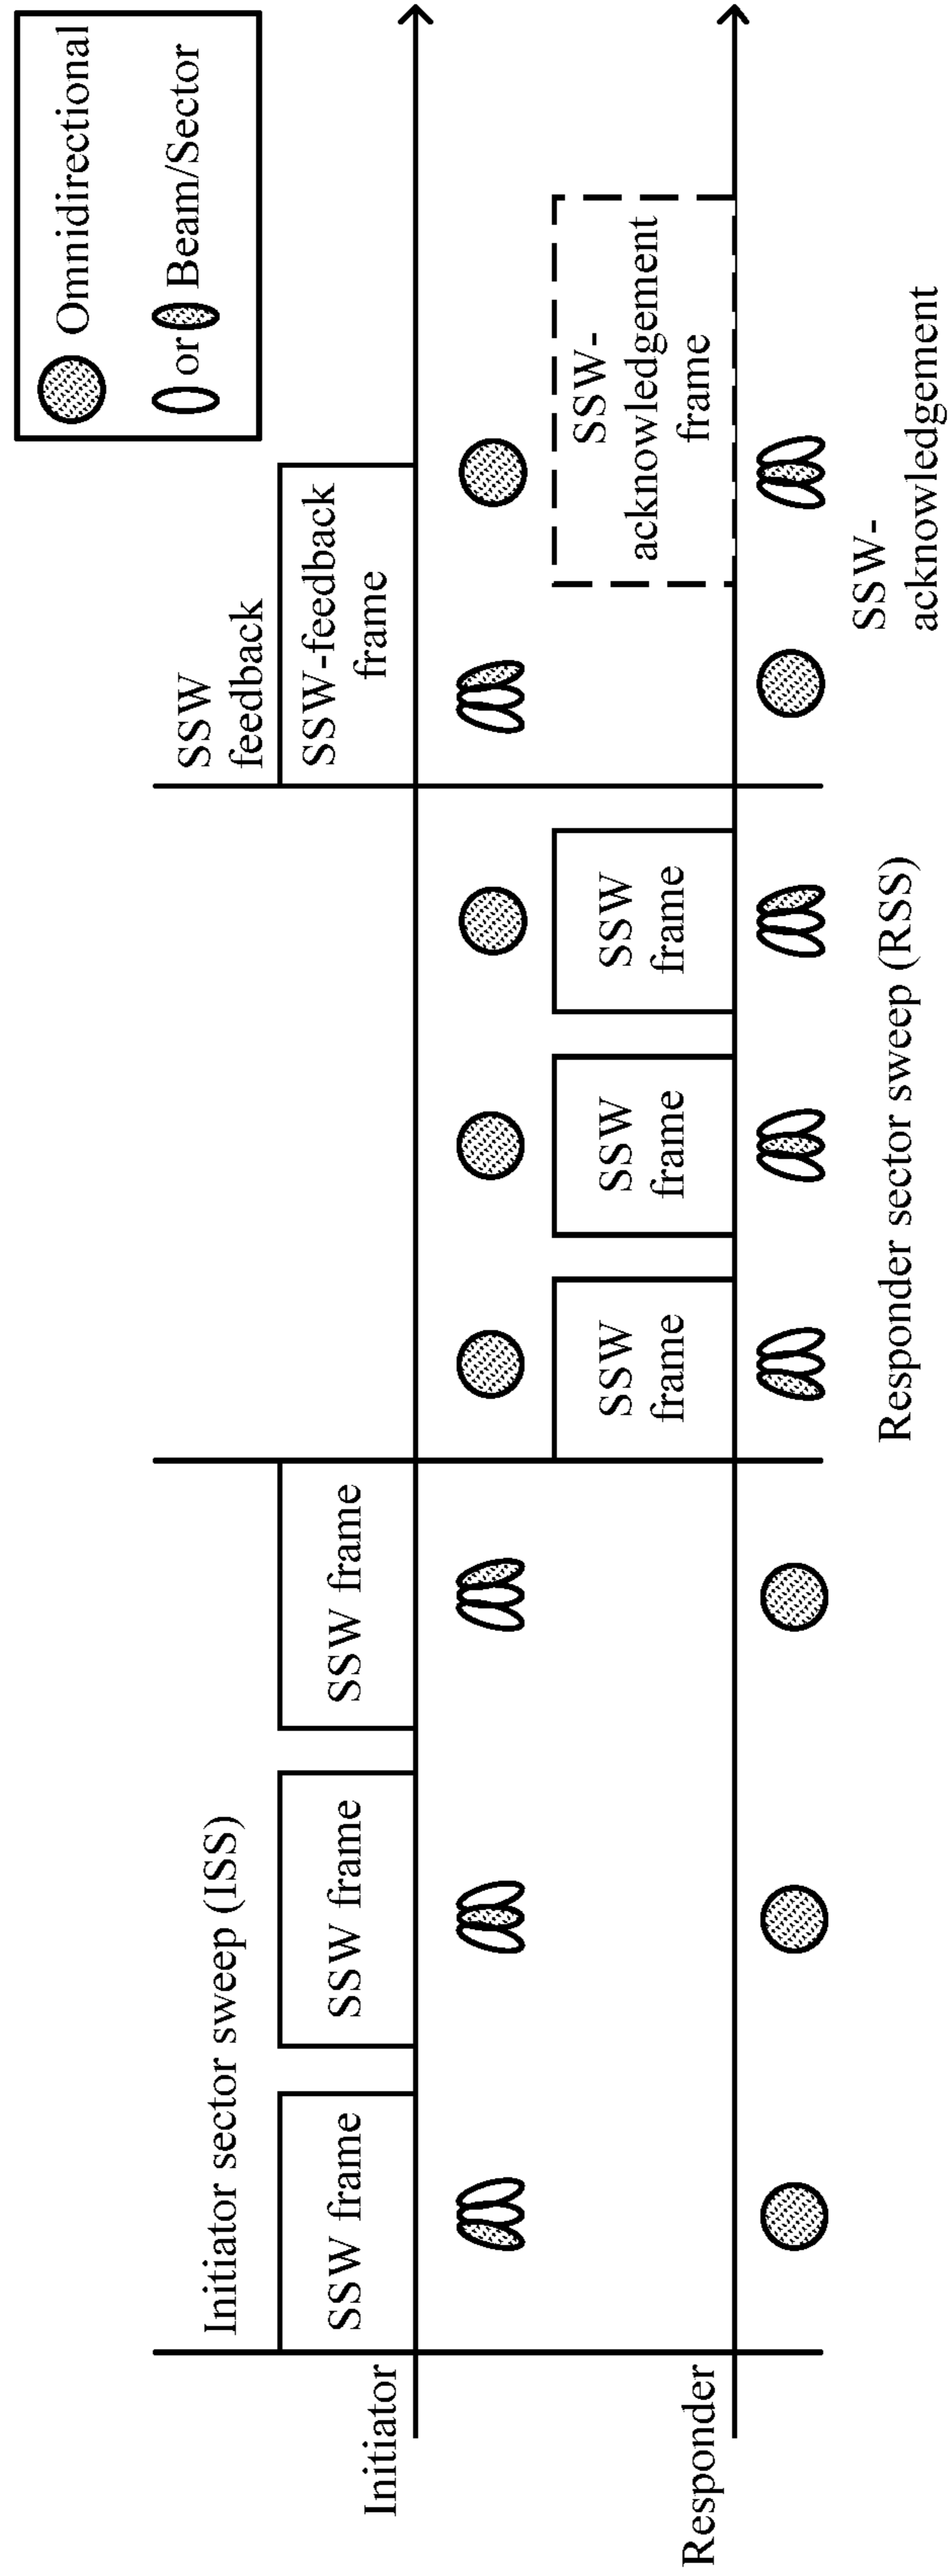 Omnidirectional
or Beam/Sector
Initiator sector sweep (ISS)
SSW
feedback
SSW frame
SSW frame
SSW frame
SSW-feedback
frame
Initiator
SSW
frame
SSW
frame
SSW
frame
SSW-
acknowledgement
frame
Responder
Responder sector sweep (RSS)
SSW-
acknowledgement